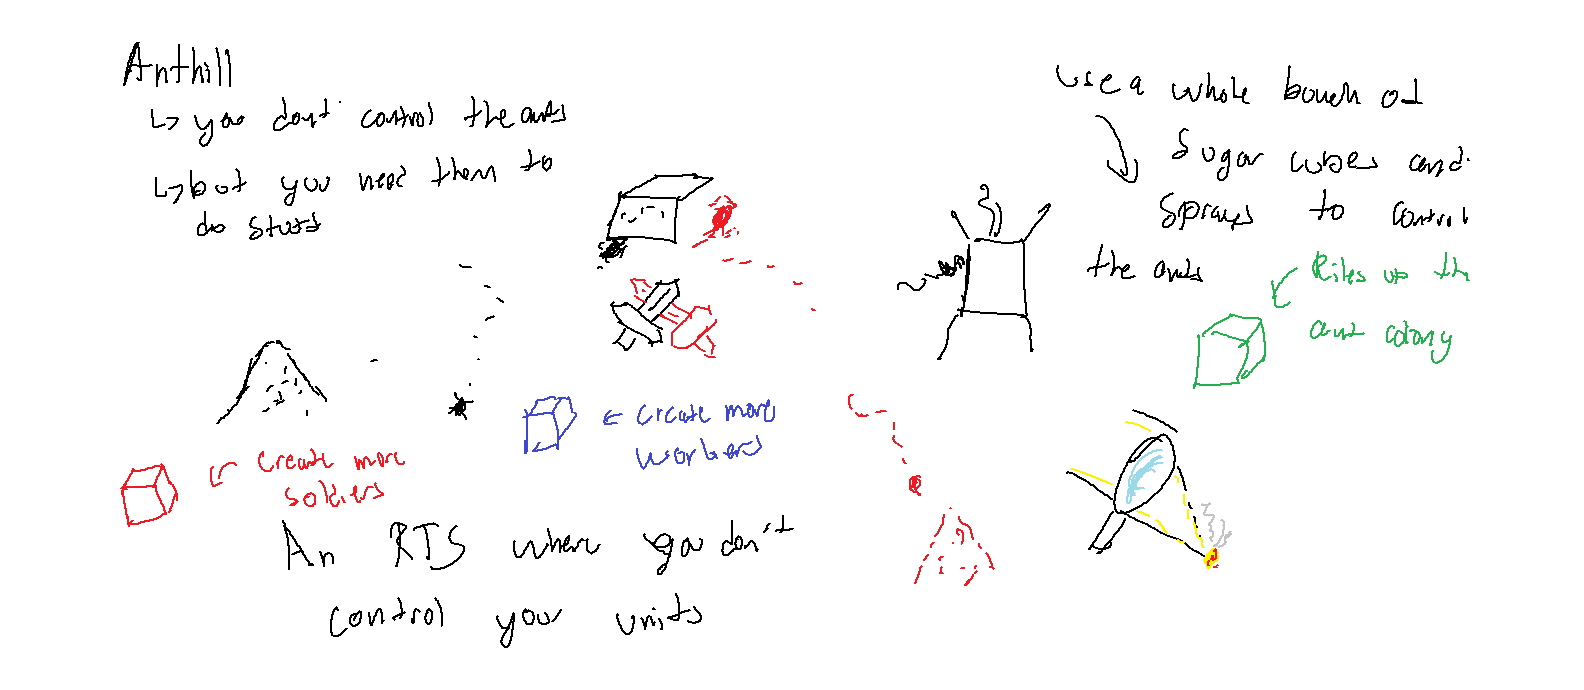 Anthill
↳ you dont control the ants
↳ but you need them to
do stuff
use a whole bunch of
Sugar cubes and
Sprays to control
the ants
Riles up th
ant colony
create more
workers
create more
soldiers
An RTS where you don't
control your units